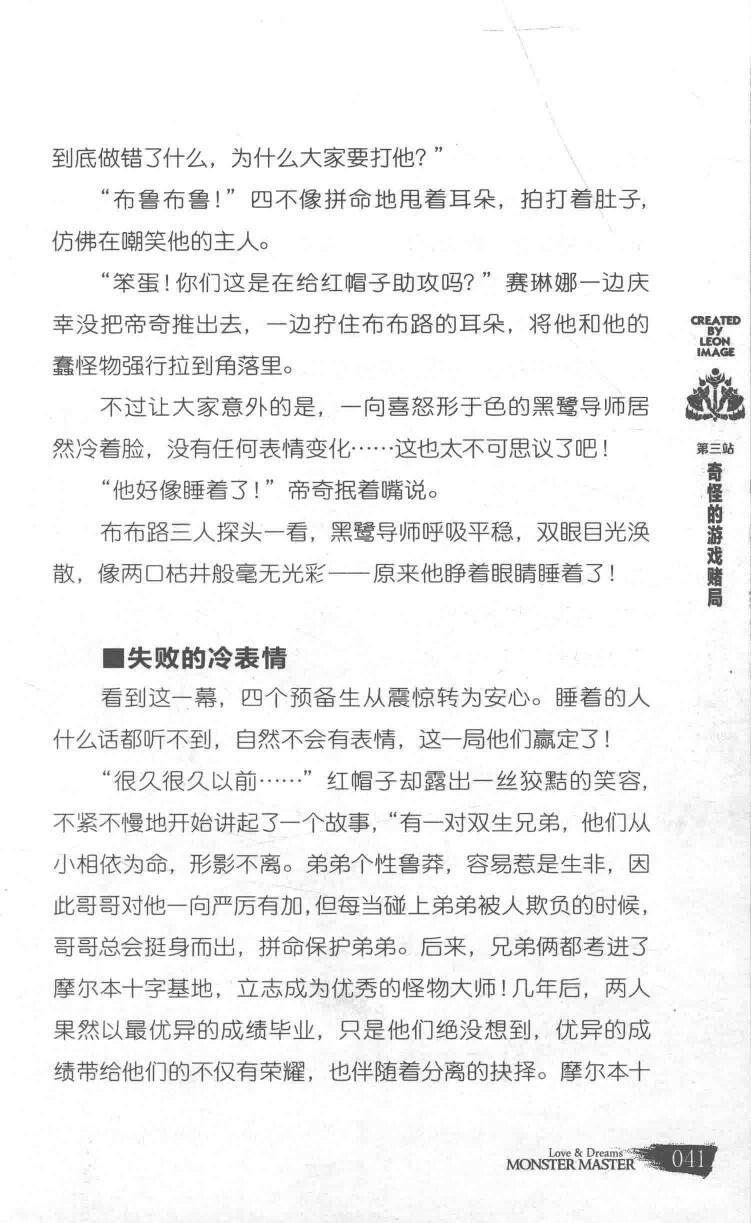 到底做错了什么，为什么大家要打他？”
“布鲁布鲁！”四不像拼命地甩着耳朵，拍打着肚子，
仿佛在嘲笑他的主人。
“笨蛋！你们这是在给红帽子助攻吗？”赛琳娜一边庆
幸没把帝奇推出去，一边拧住布布路的耳朵，将他和他的
蠢怪物强行拉到角落里。
不过让大家意外的是，一向喜怒形于色的黑鹭导师居
然冷着脸，没有任何表情变化……这也太不可思议了吧！
“他好像睡着了！”帝奇抿着嘴说。
布布路三人探头一看，黑鹭导师呼吸平稳，双眼目光涣
散，像两口枯井般毫无光彩——原来他睁着眼睛睡着了！
■失败的冷表情
看到这一幕，四个预备生从震惊转为安心。睡着的人
什么话都听不到，自然不会有表情，这一局他们赢定了！
“很久很久以前……”红帽子却露出一丝狡黠的笑容，
不紧不慢地开始讲起了一个故事，“有一对双生兄弟，他们从
小相依为命，形影不离。弟弟个性鲁莽，容易惹是生非，因
此哥哥对他一向严厉有加，但每当碰上弟弟被人欺负的时候，
哥哥总会挺身而出，拼命保护弟弟。后来，兄弟俩都考进了
摩尔本十字基地，立志成为优秀的怪物大师！几年后，两人
果然以最优异的成绩毕业，只是他们绝没想到，优异的成
绩带给他们的不仅有荣耀，也伴随着分离的抉择。摩尔本十
CREATED
BY
LEON
IMAGE
第三站
奇怪的游戏赌局
Love & Dreams
MONSTER MASTER
041